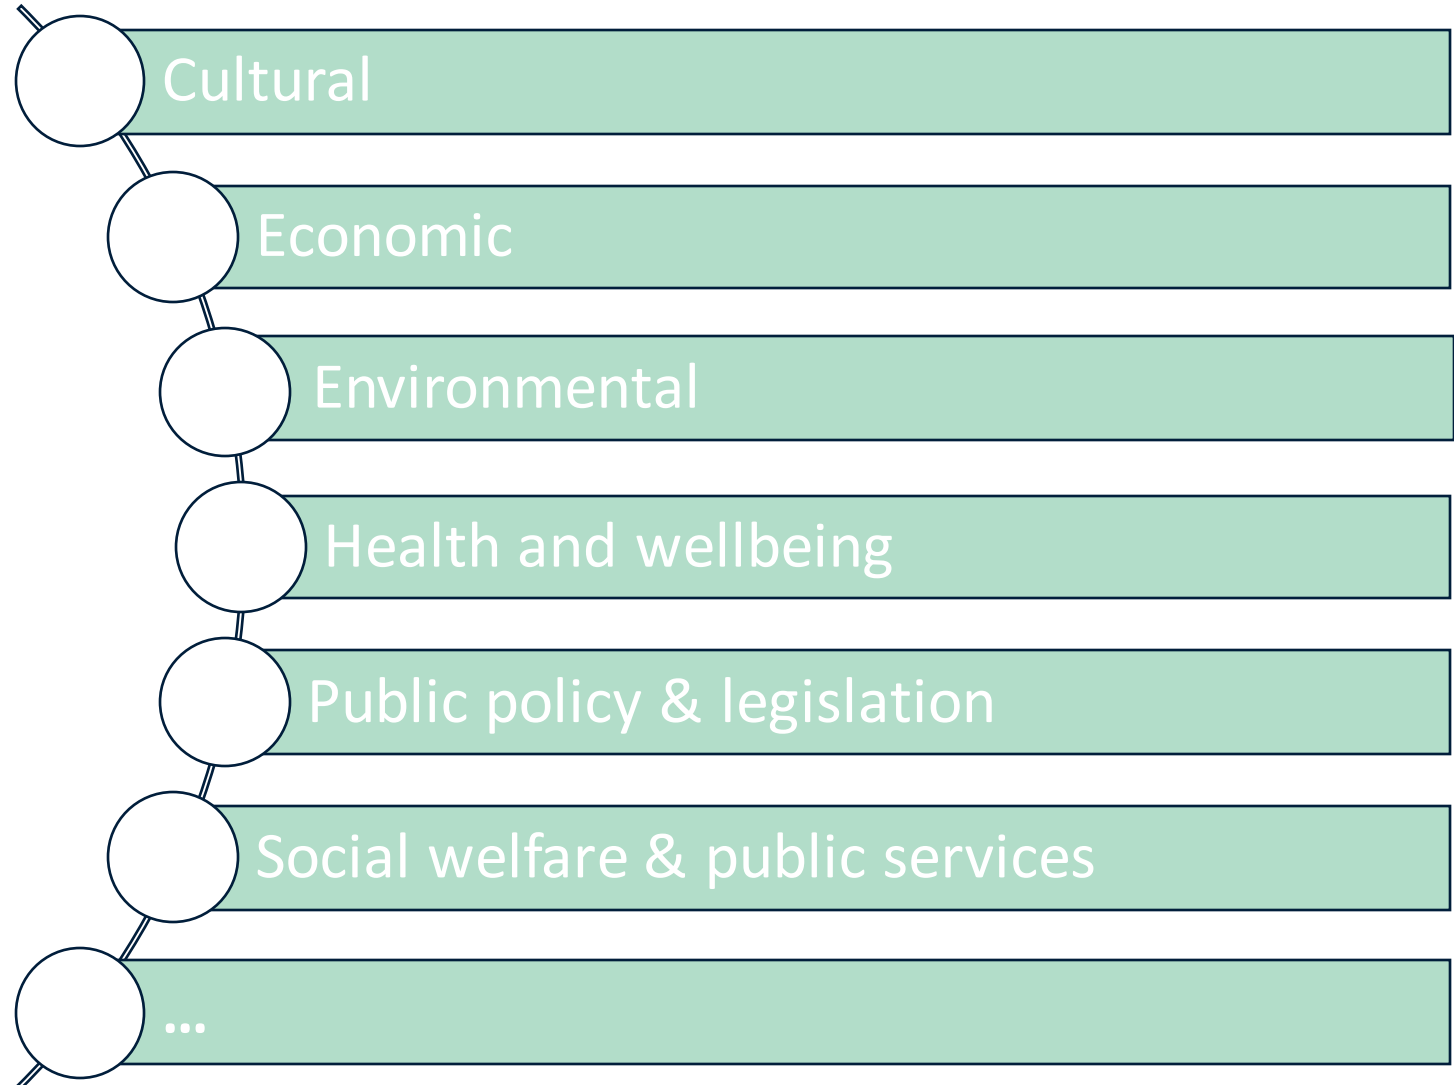 Cultural
Economic
Environmental
Health and wellbeing
Public policy & legislation
Social welfare & public services
...